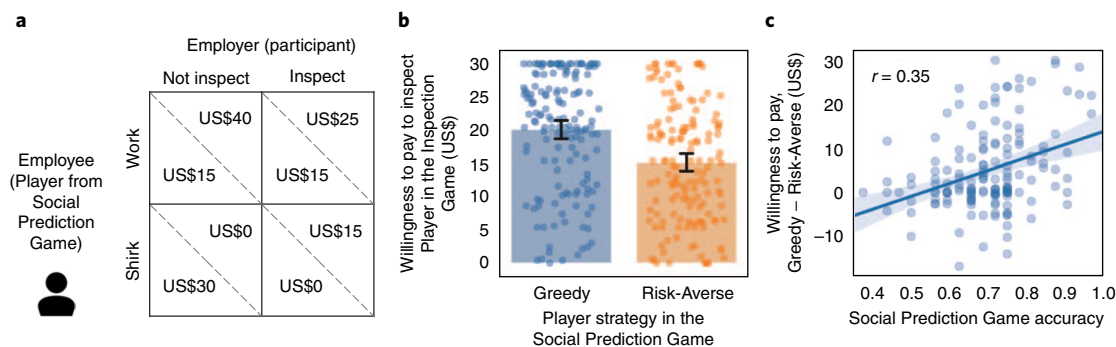 a
Employer (participant)
Not inspect
Inspect
Employee
(Player from
Social
Prediction
Game)
Work
US$40
US$15
US$25
US$15
Shirk
US$0
US$30
US$15
US$0
b
Willingness to pay to inspect
Player in the Inspection
Game (US$)
30
25
20
15
10
5
0
Greedy
Risk-Averse
Player strategy in the
Social Prediction Game
c
Willingness to pay,
Greedy – Risk-Averse (US$)
r = 0.35
30
20
10
0
–10
0.4
0.5
0.6
0.7
0.8
0.9
1.0
Social Prediction Game accuracy